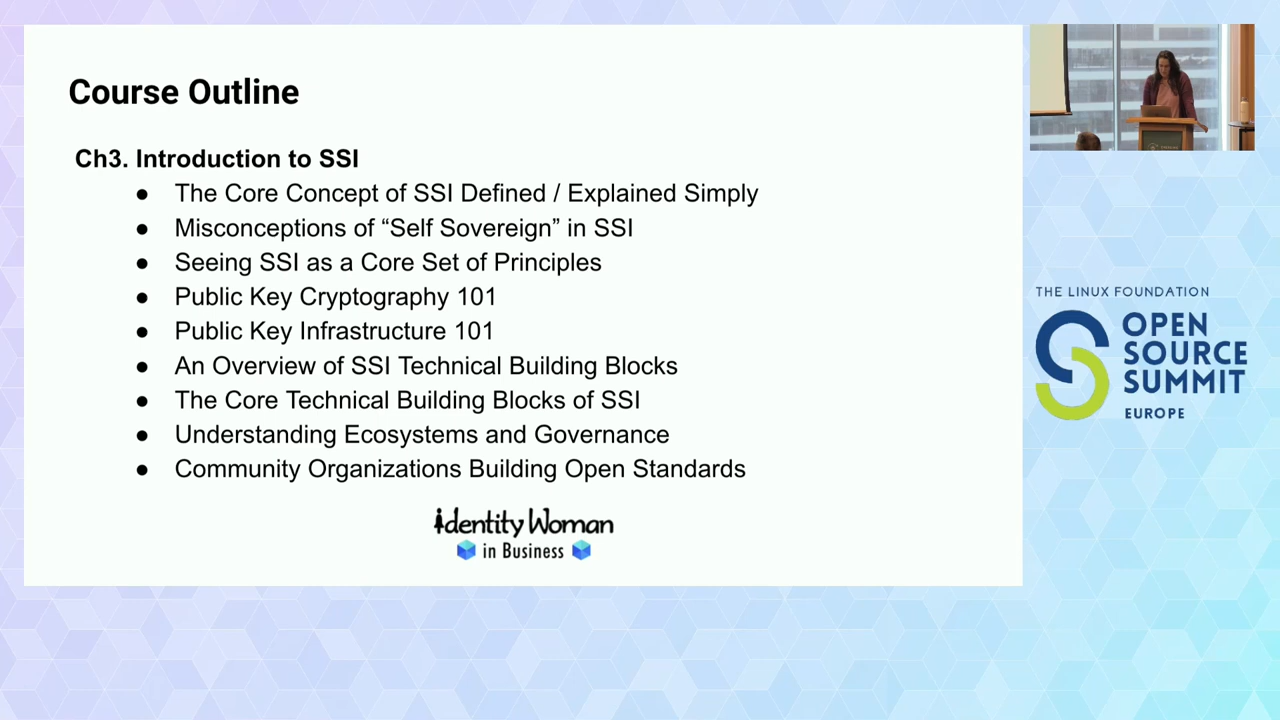 Course Outline
Ch3. Introduction to SSI
● The Core Concept of SSI Defined / Explained Simply
● Misconceptions of “Self Sovereign” in SSI
● Seeing SSI as a Core Set of Principles
● Public Key Cryptography 101
● Public Key Infrastructure 101
● An Overview of SSI Technical Building Blocks
● The Core Technical Building Blocks of SSI
● Understanding Ecosystems and Governance
● Community Organizations Building Open Standards
identity Woman
in Business
THE LINUX FOUNDATION
OPEN
SOURCE
SUMMIT
EUROPE